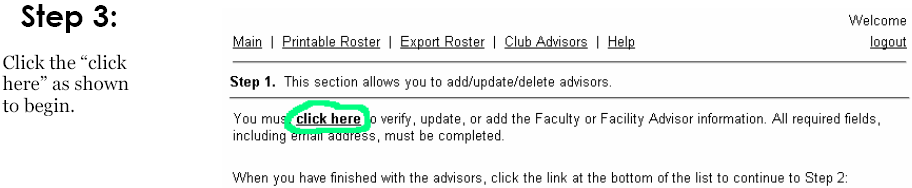 Step 3:
Click the “click
here” as shown
to begin.
Welcome
Main | Printable Roster | Export Roster | Club Advisors | Help
logout
Step 1. This section allows you to add/update/delete advisors.
You mus click here o verify, update, or add the Faculty or Facility Advisor information. All required fields,
including email address, must be completed.
When you have finished with the advisors, click the link at the bottom of the list to continue to Step 2: